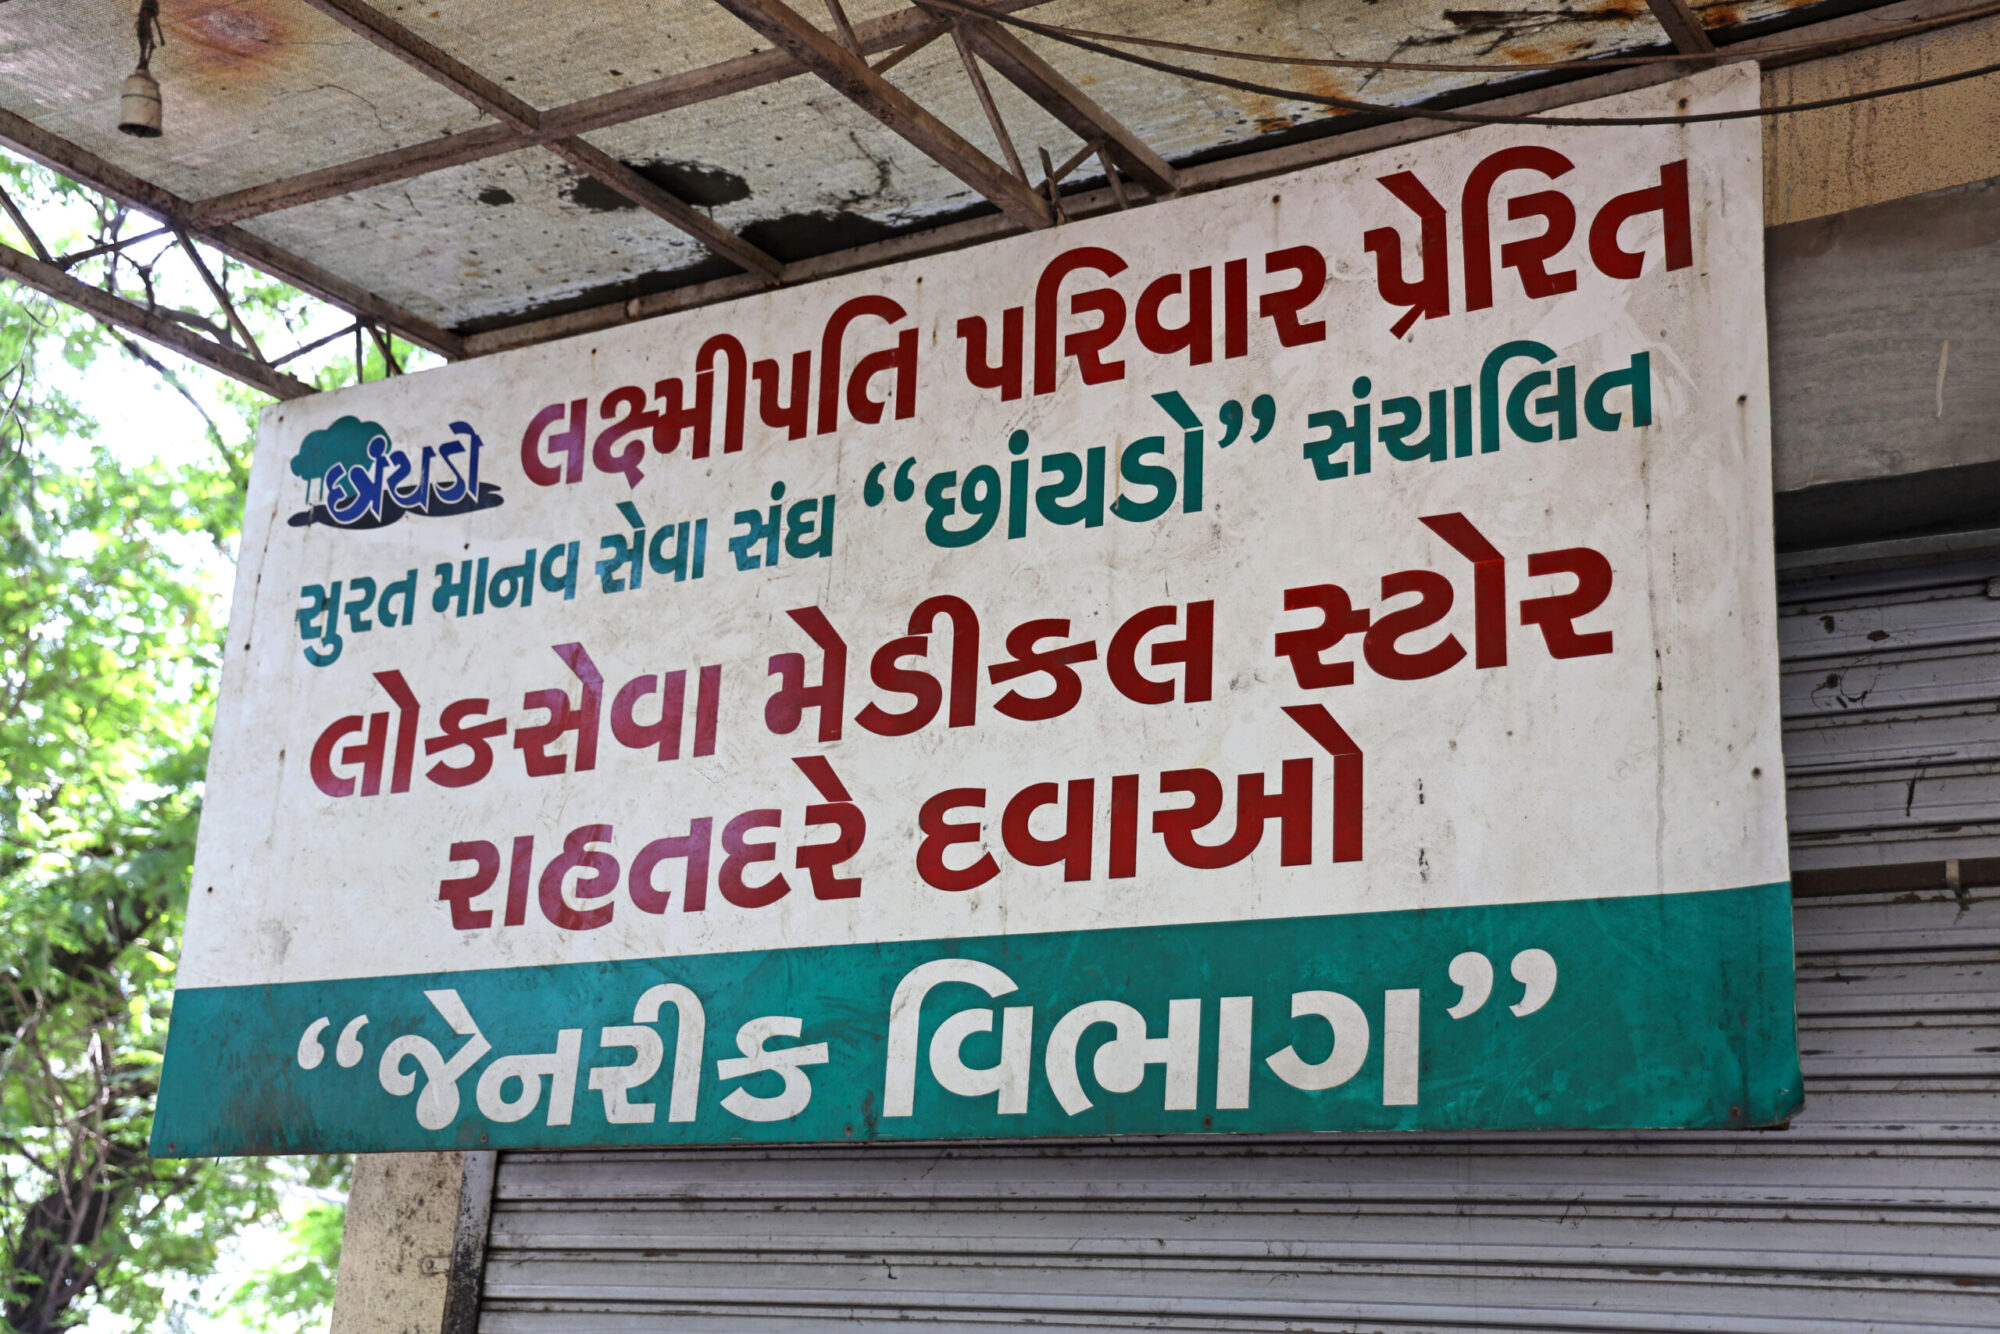 છાંયડો
લક્ષ્મીપતિ પરિવાર પ્રેરિત
સુરત માનવ સેવા સંઘ “છાંયડો” સંચાલિત
લોકસેવા મેડીકલ સ્ટોર
રાહતદરે દવાઓ
“જેનરીક વિભાગ”